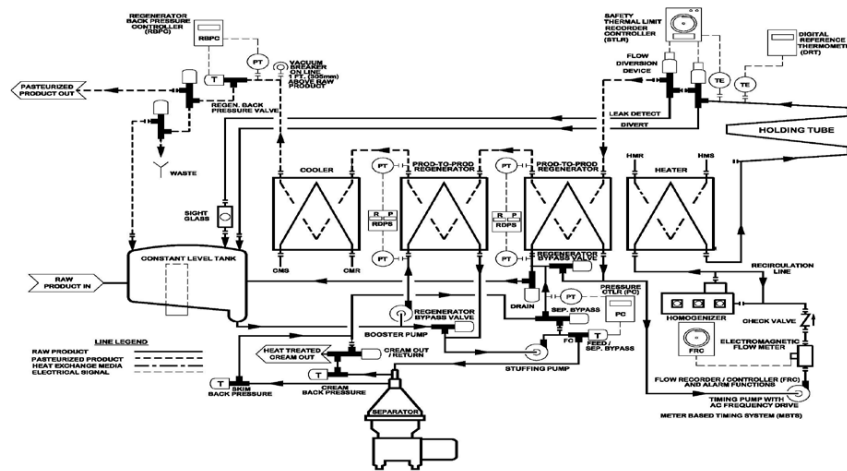 REGENERATOR
BACK PRESSURE
CONTROLLER
(RBPC)
RBPC
PT
VACUUM
BREAKER
ON LINE
1 FT. (305mm)
ABOVE RAW
PRODUCT
T
REGEN. BACK
PRESSURE VALVE
PASTEURIZED
PRODUCT OUT
WASTE
SAFETY
THERMAL LIMIT
RECORDER
CONTROLLER
(STLR)
FLOW
DIVERSION
DEVICE
TE
TE
DIGITAL
REFERENCE
THERMOMETER
(DRT)
LEAK DETECT
DIVERT
HOLDING TUBE
COOLER
PROD-TO-PROD
REGENERATOR
PROD-TO-PROD
REGENERATOR
HMR
HMS
HEATER
PT
PT
R P
RDPS
R P
RDPS
PT
PT
SIGHT
GLASS
CONSTANT LEVEL TANK
RAW
PRODUCT IN
CMS
CMR
REGENERATOR
BYPASS VALVE
DRAIN
PT
PRESSURE
CTLR (PC)
PC
SEP. BYPASS
RECIRCULATION
LINE
HOMOGENIZER
CHECK VALVE
ELECTROMAGNETIC
FLOW METER
FRC
REGENERATOR
BYPASS VALVE
BOOSTER PUMP
FC
T
FEED /
SEP. BYPASS
STUFFING PUMP
LINE LEGEND
RAW PRODUCT
PASTEURIZED PRODUCT
HEAT EXCHANGE MEDIA
ELECTRICAL SIGNAL
HEAT TREATED
CREAM OUT
CREAM OUT
/ RETURN
T
SKIM
BACK PRESSURE
T
CREAM
BACK PRESSURE
SEPARATOR
FLOW RECORDER / CONTROLLER (FRC)
AND ALARM FUNCTIONS
TIMING PUMP WITH
AC FREQUENCY DRIVE
METER BASED TIMING SYSTEM (MBTS)